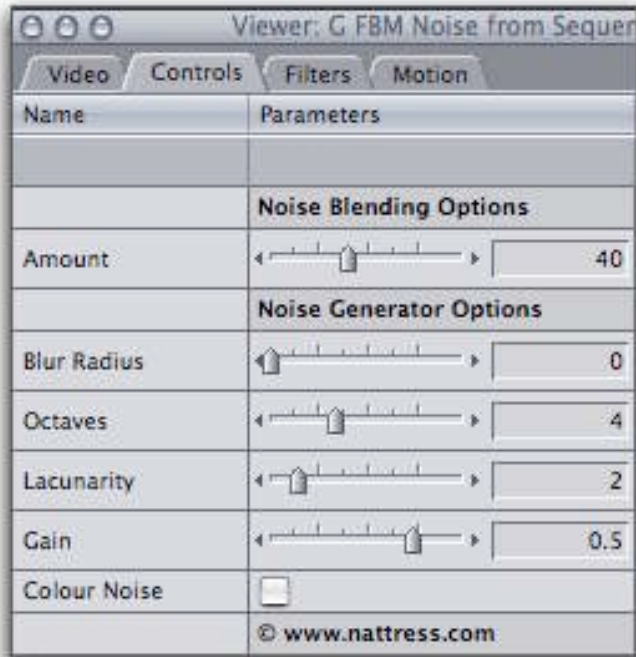 Viewer: G FBM Noise from Sequer
Video Controls Filters Motion
Name Parameters
Noise Blending Options
Amount 40
Noise Generator Options
Blur Radius 0
Octaves 4
Lacunarity 2
Gain 0.5
Colour Noise
© www.nattress.com